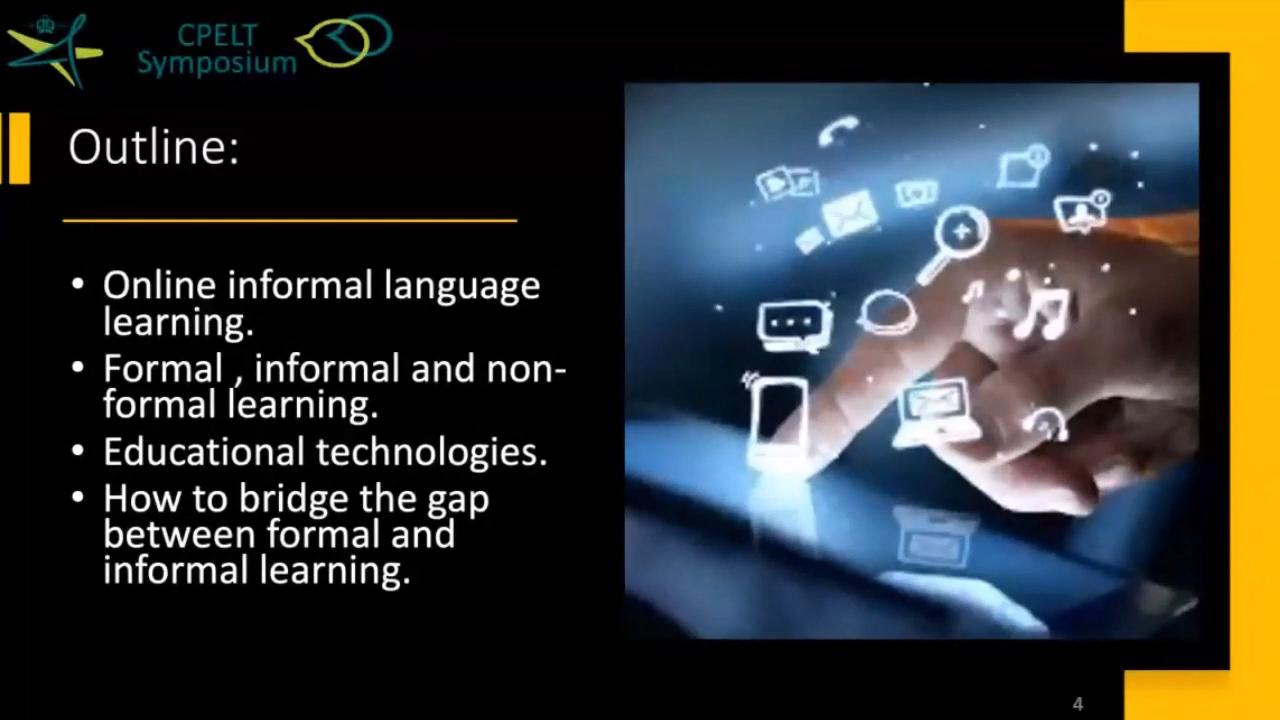 CPELT
Symposium
Outline:
• Online informal language
learning.
• Formal , informal and non-
formal learning.
• Educational technologies.
• How to bridge the gap
between formal and
informal learning.
4